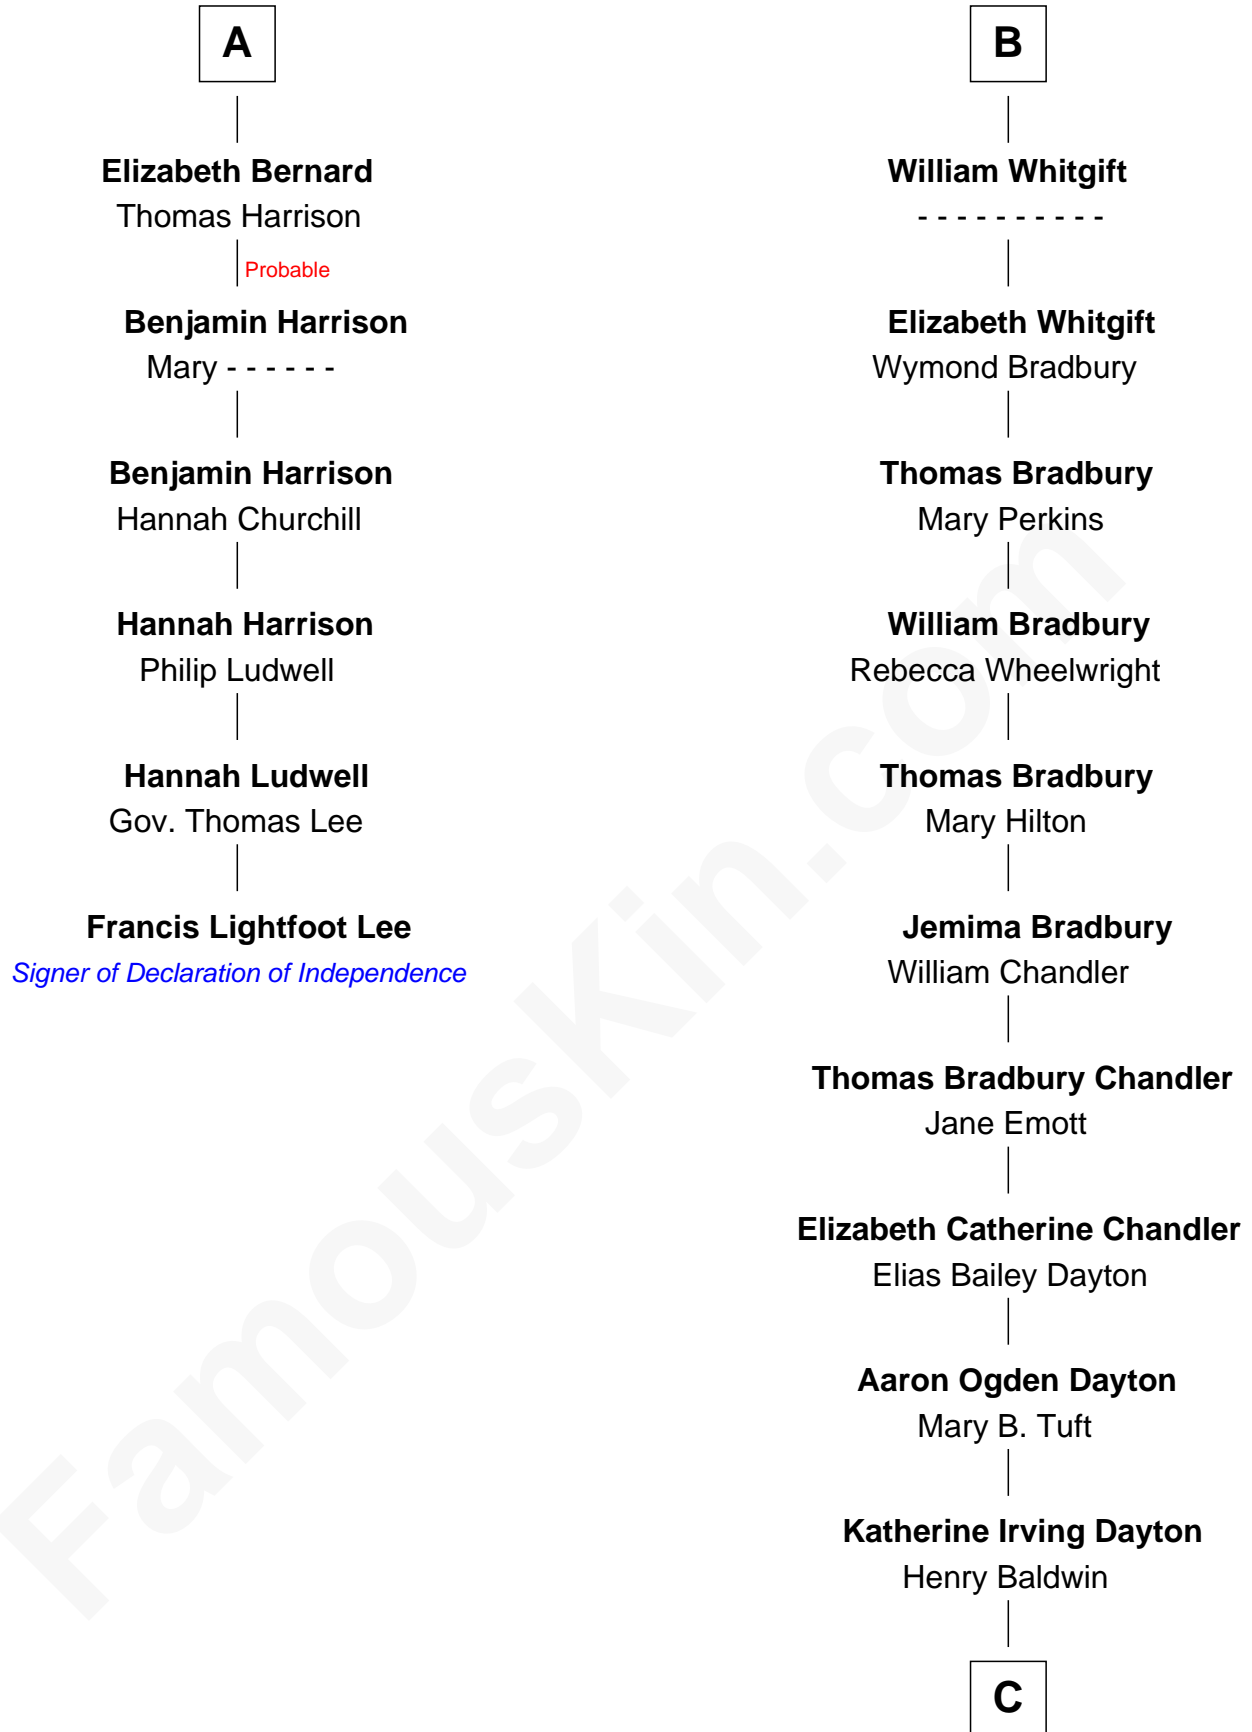 A
Elizabeth Bernard
Thomas Harrison
Probable
Benjamin Harrison
Mary - - - - - -
Benjamin Harrison
Hannah Churchill
Hannah Harrison
Philip Ludwell
Hannah Ludwell
Gov. Thomas Lee
Francis Lightfoot Lee
Signer of Declaration of Independence
B
William Whitgift
- - - - - - - - - -
Elizabeth Whitgift
Wymond Bradbury
Thomas Bradbury
Mary Perkins
William Bradbury
Rebecca Wheelwright
Thomas Bradbury
Mary Hilton
Jemima Bradbury
William Chandler
Thomas Bradbury Chandler
Jane Emott
Elizabeth Catherine Chandler
Elias Bailey Dayton
Aaron Ogden Dayton
Mary B. Tuft
Katherine Irving Dayton
Henry Baldwin
C
FamousKin.com